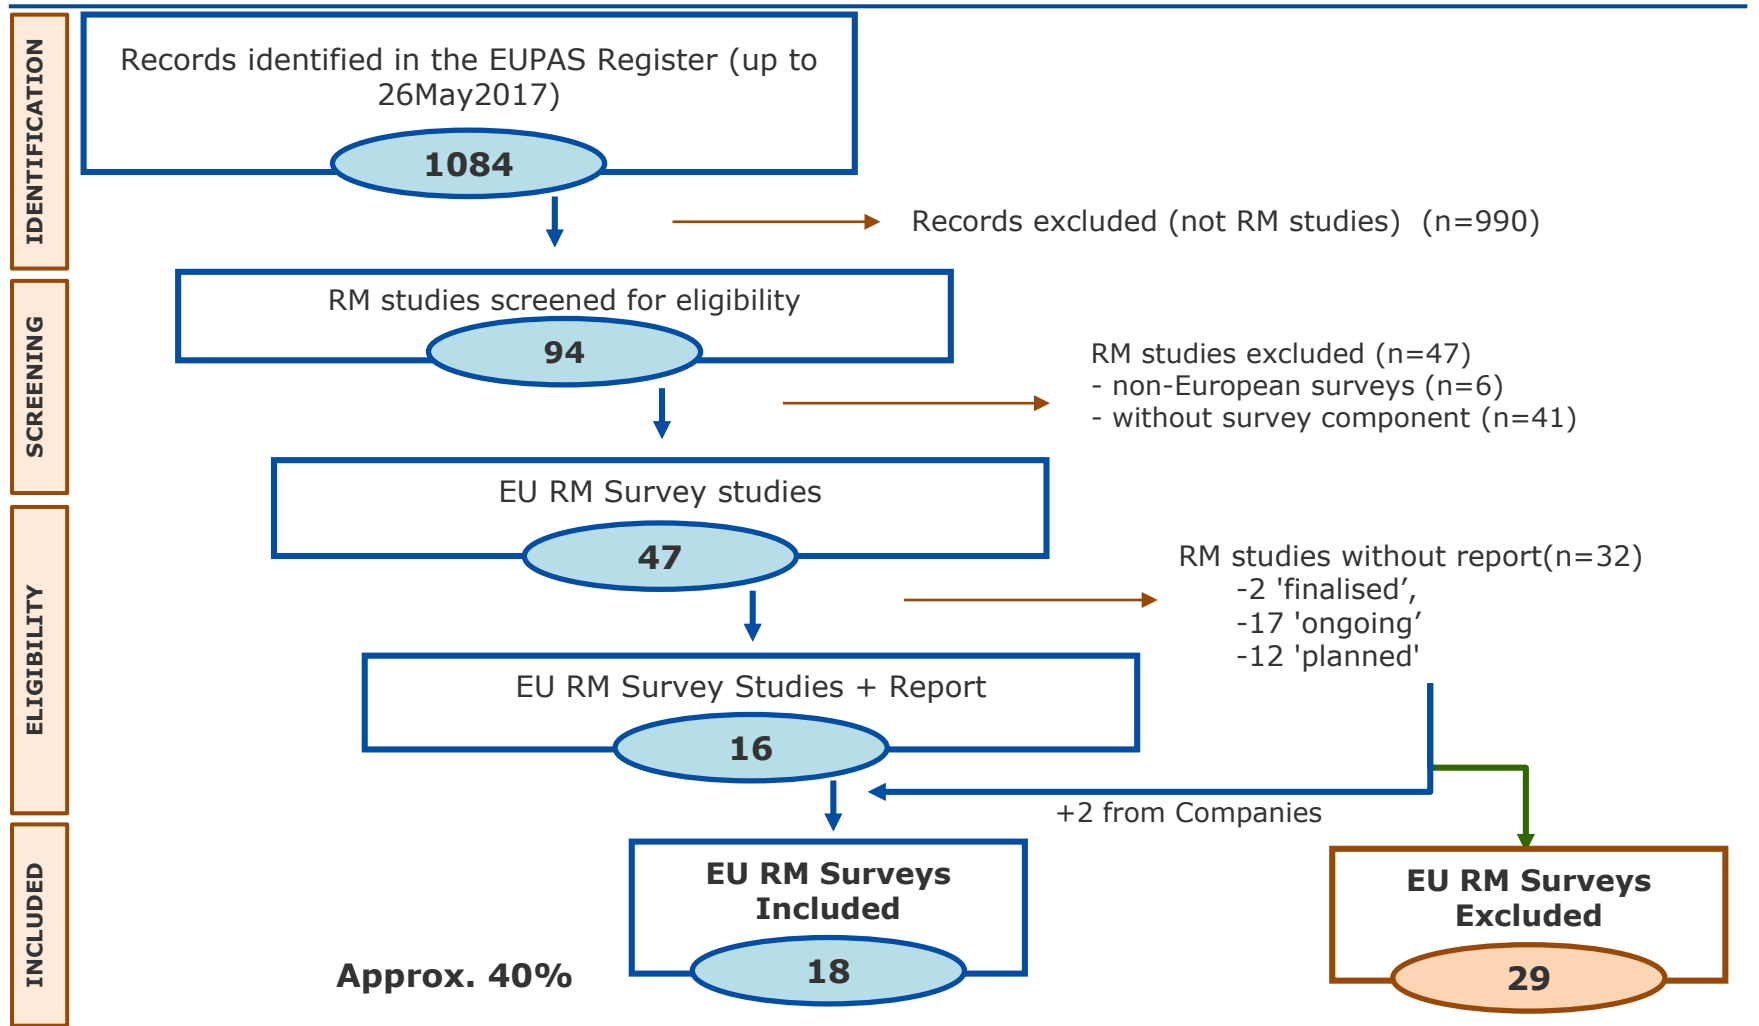 IDENTIFICATION
Records identified in the EUPAS Register (up to
26May2017)
1084
Records excluded (not RM studies)  (n=990)
SCREENING
RM studies screened for eligibility
94
RM studies excluded (n=47)
- non-European surveys (n=6)
- without survey component (n=41)
ELIGIBILITY
EU RM Survey studies
47
RM studies without report(n=32)
-2 'finalised’,
-17 'ongoing’
-12 'planned'
EU RM Survey Studies + Report
16
+2 from Companies
INCLUDED
EU RM Surveys
Included
18
Approx. 40%
EU RM Surveys
Excluded
29